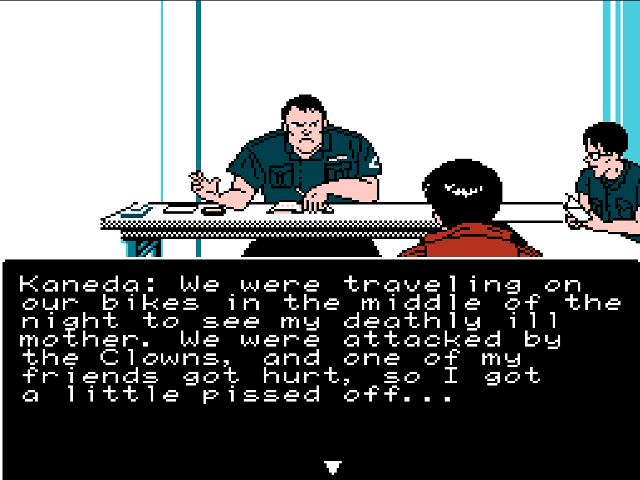 Kaneda: We were traveling on
our bikes in the middle of the
night to see my deathly ill
mother. We were attacked by
the Clowns, and one of my
friends got hurt, so I got
a little pissed off...